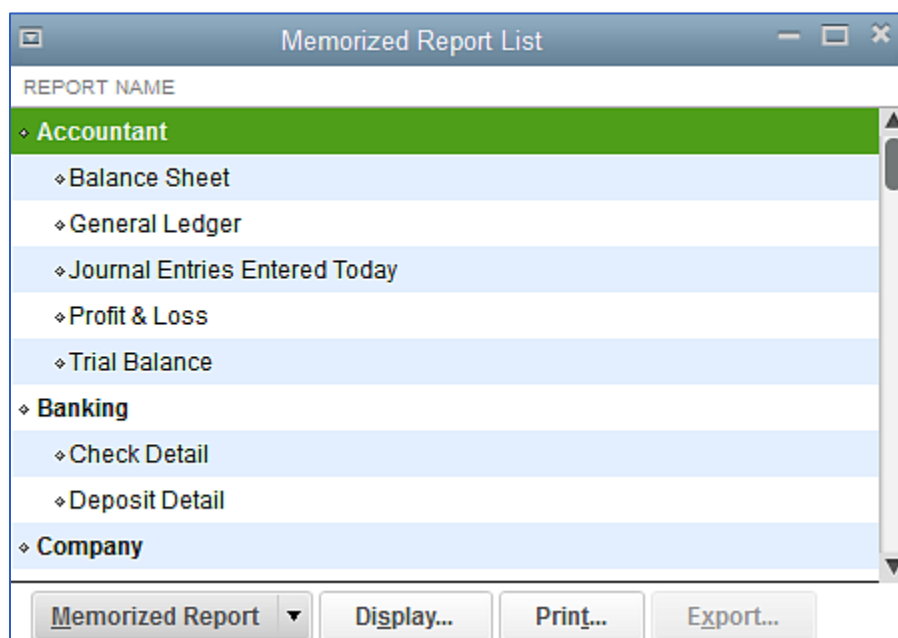 Memorized Report List
REPORT NAME
Accountant
Balance Sheet
General Ledger
Journal Entries Entered Today
Profit & Loss
Trial Balance
Banking
Check Detail
Deposit Detail
Company
Memorized Report Display... Print... Export...